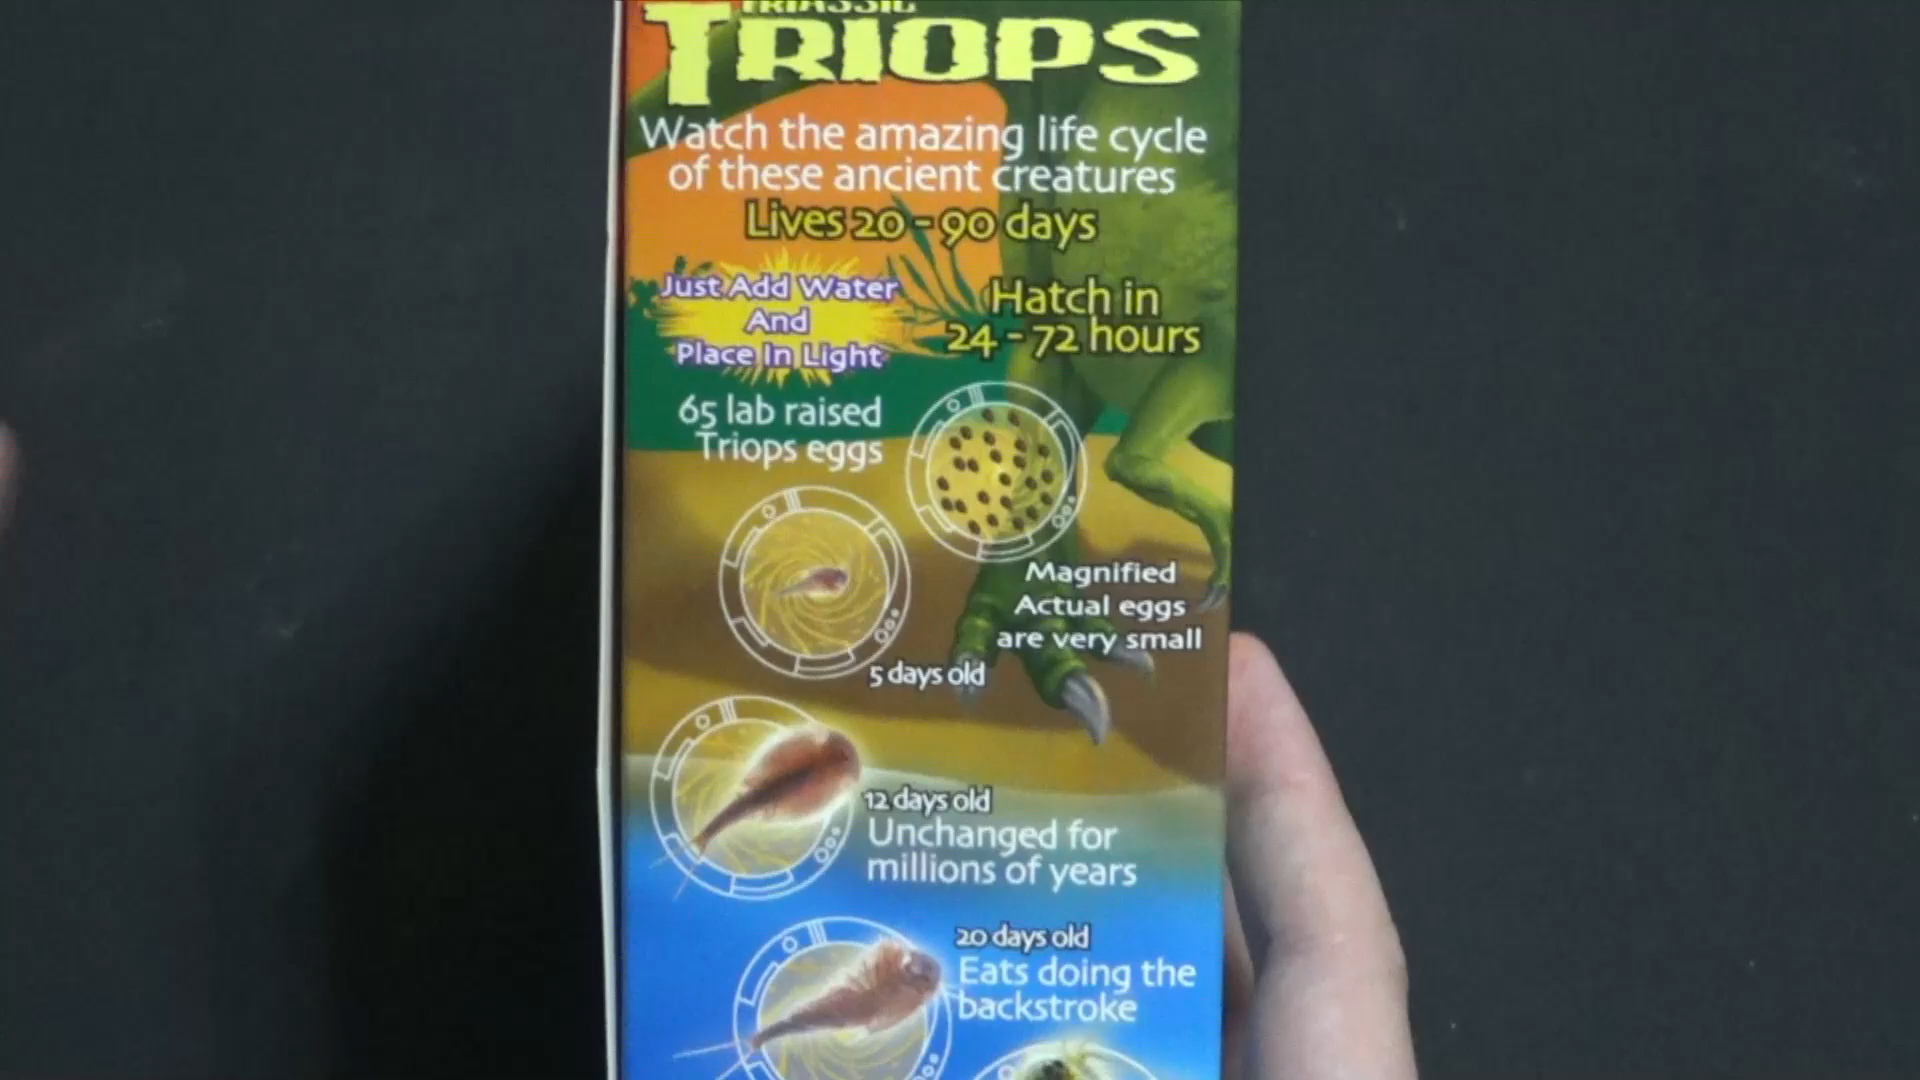 TRIASSIC
TRIOPS
Watch the amazing life cycle
of these ancient creatures
Lives 20 - 90 days
Just Add Water
And
Place In Light
Hatch in
24 - 72 hours
65 lab raised
Triops eggs
Magnified
Actual eggs
are very small
5 days old
12 days old
Unchanged for
millions of years
20 days old
Eats doing the
backstroke